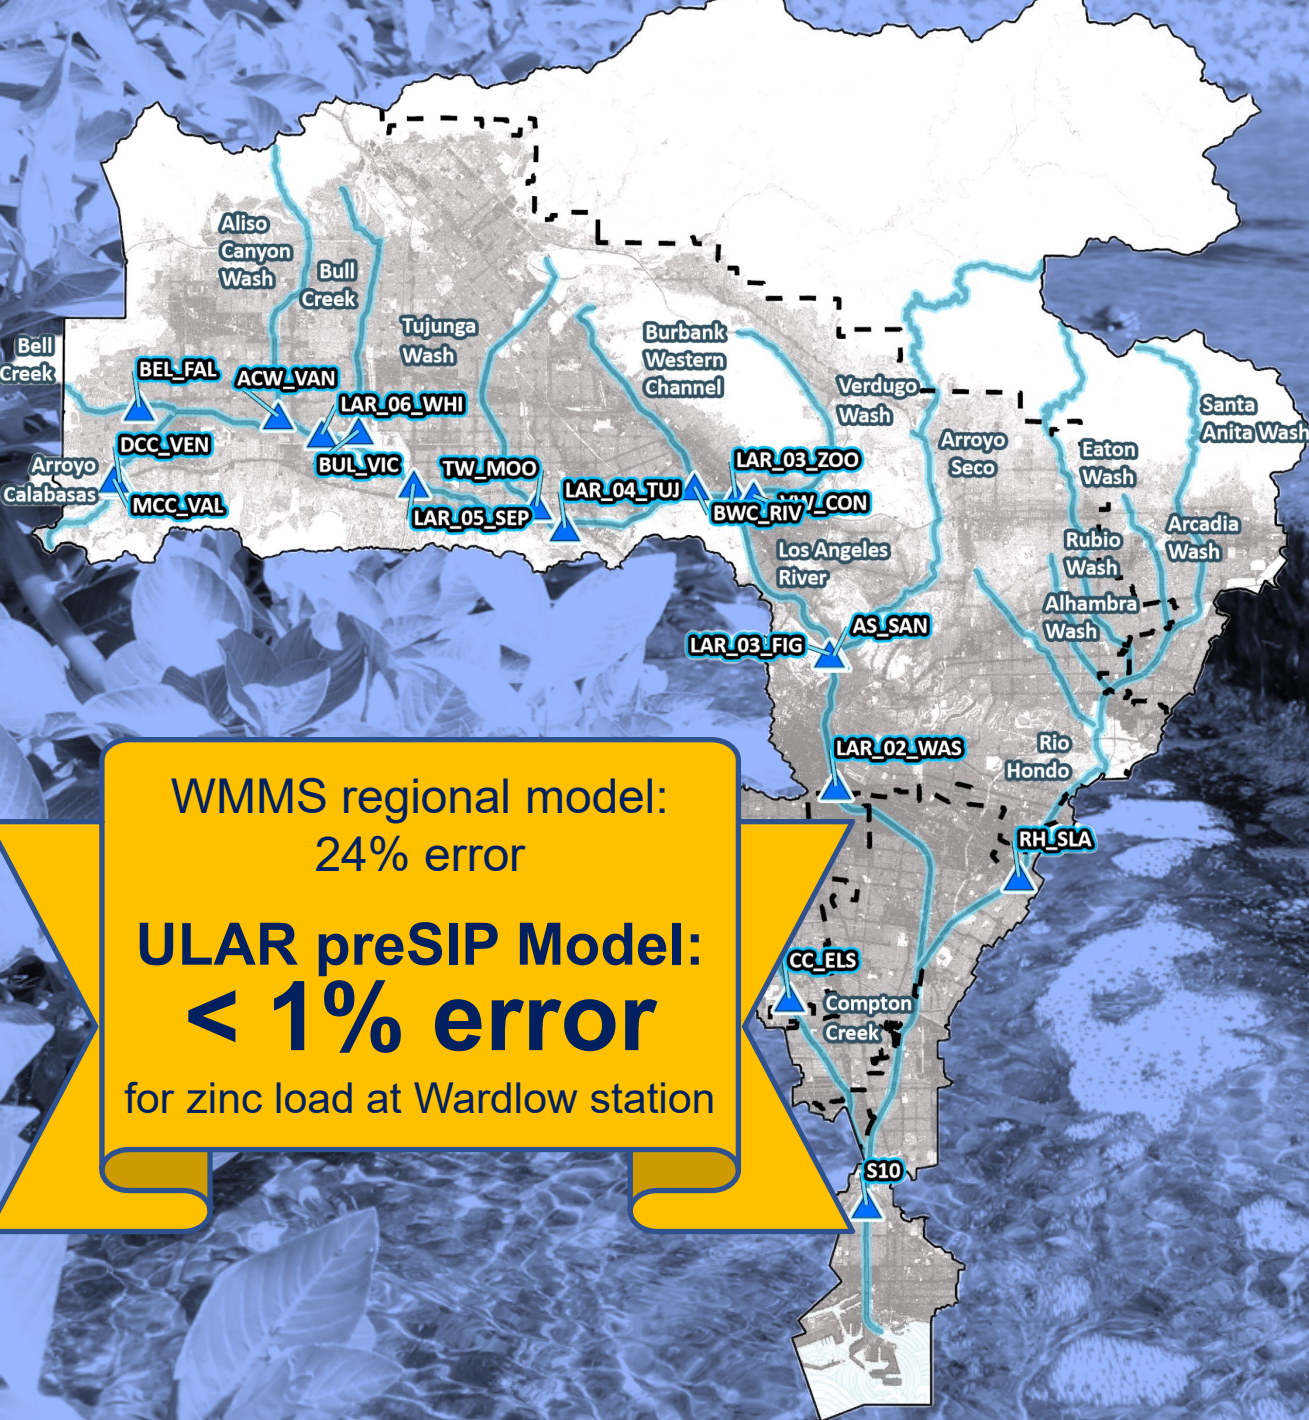 Aliso
Canyon
Wash
Bull
Creek
Tujunga
Wash
Burbank
Western
Channel
Verdugo
Wash
Bell
Creek
BEL_FAL
ACW_VAN
LAR_06_WHI
DCC_VEN
BUL_VIC
TW_MOO
LAR_03_ZOO
Arroyo
Calabasas
MCC_VAL
LAR_05_SEP
LAR_04_TUJ
BWC_RIV
VW_CON
Arroyo
Seco
Eaton
Wash
Santa
Anita Wash
Arcadia
Wash
Rubio
Wash
Alhambra
Wash
Los Angeles
River
LAR_03_FIG
AS_SAN
LAR_02_WAS
Rio
Hondo
RH_SLA
CC_ELS
Compton
Creek
S10
WMMS regional model:
24% error
ULAR preSIP Model:
< 1% error
for zinc load at Wardlow station